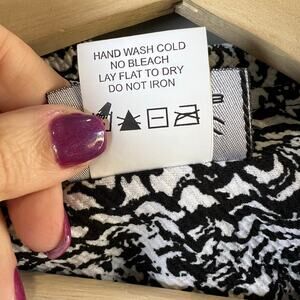 HAND WASH COLD
NO BLEACH
LAY FLAT TO DRY
DO NOT IRON